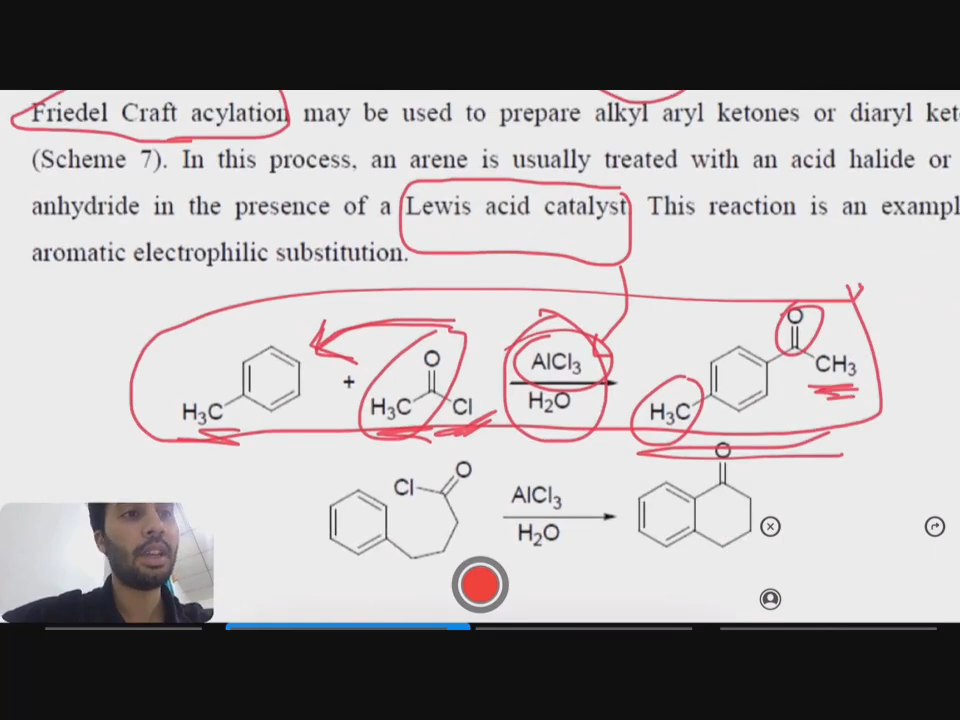 Friedel Craft acylation may be used to prepare alkyl aryl ketones or diaryl
(Scheme 7). In this process, an arene is usually treated with an acid halide or
anhydride in the presence of a Lewis acid catalyst. This reaction is an
aromatic electrophilic substitution.
H₃C + H₃C O Cl AlCl₃ H₂O H₃C O CH₃
Cl O AlCl₃ H₂O O